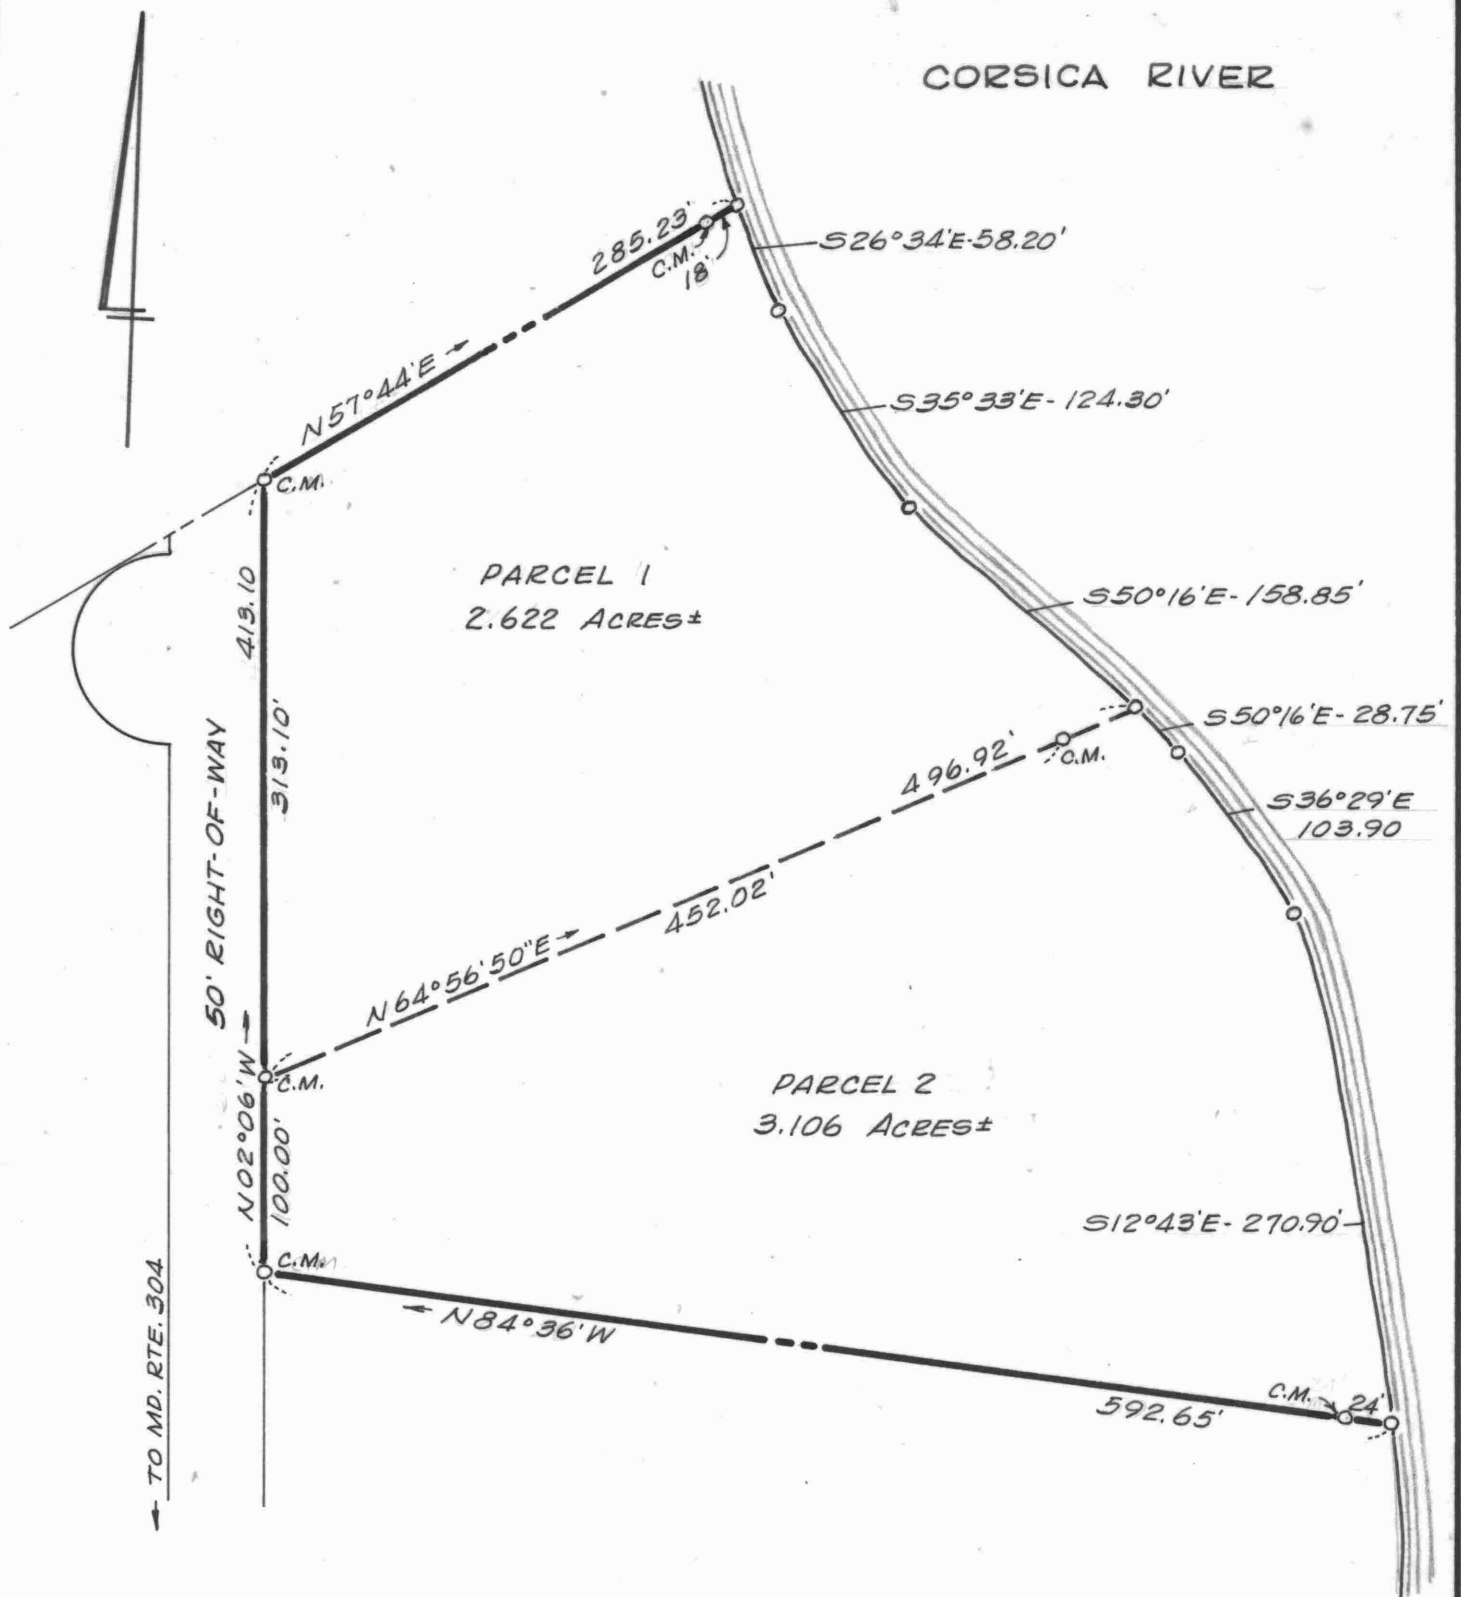 CORSICA RIVER
285.23'
C.M.
18'
S26°34'E-58.20'
N57°44'E
S35°33'E-124.30'
C.M.
PARCEL 1
2.622 ACRES±
413.10
S50°16'E-158.85'
313.10'
50' RIGHT-OF-WAY
S50°16'E-28.75'
496.92'
C.M.
S36°29'E
103.90
452.02'
N64°56'50"E
C.M.
PARCEL 2
3.106 ACRES±
N02°06'W
100.00'
S12°43'E-270.90'
C.M.
TO MD. RTE. 304
N84°36'W
C.M.
24'
592.65'